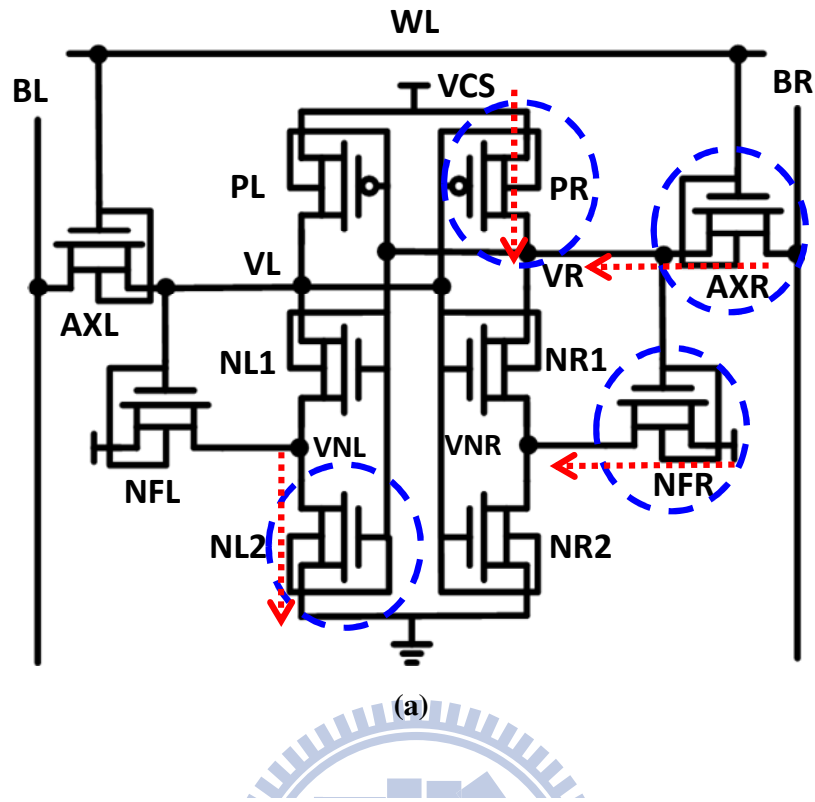 WL
BL
VCS
BR
PL
PR
VL
VR
AXR
AXL
NL1
NR1
VNL
VNR
NFL
NFR
NL2
NR2
(a)